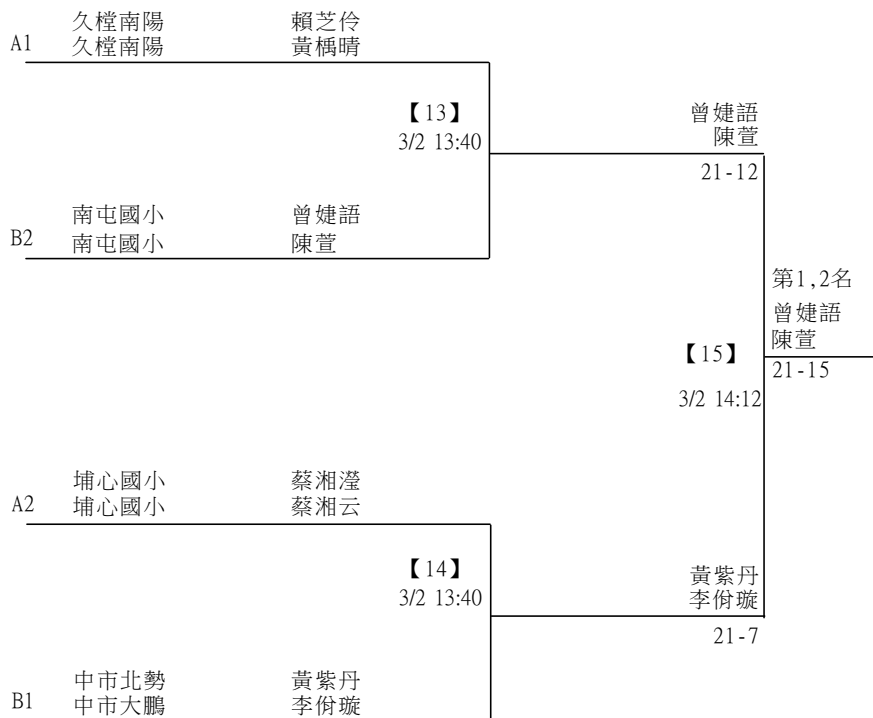 久樘南陽 賴芝伶
A1 久樘南陽 黃楀晴
【13】 曾婕語
3/2 13:40 陳萱
21-12
南屯國小 曾婕語
B2 南屯國小 陳萱
第1,2名
曾婕語
【15】 陳萱
21-15
3/2 14:12
埔心國小 蔡湘瀅
A2 埔心國小 蔡湘云
【14】 黃紫丹
3/2 13:40 李佾璇
21-7
中市北勢 黃紫丹
B1 中市大鵬 李佾璇